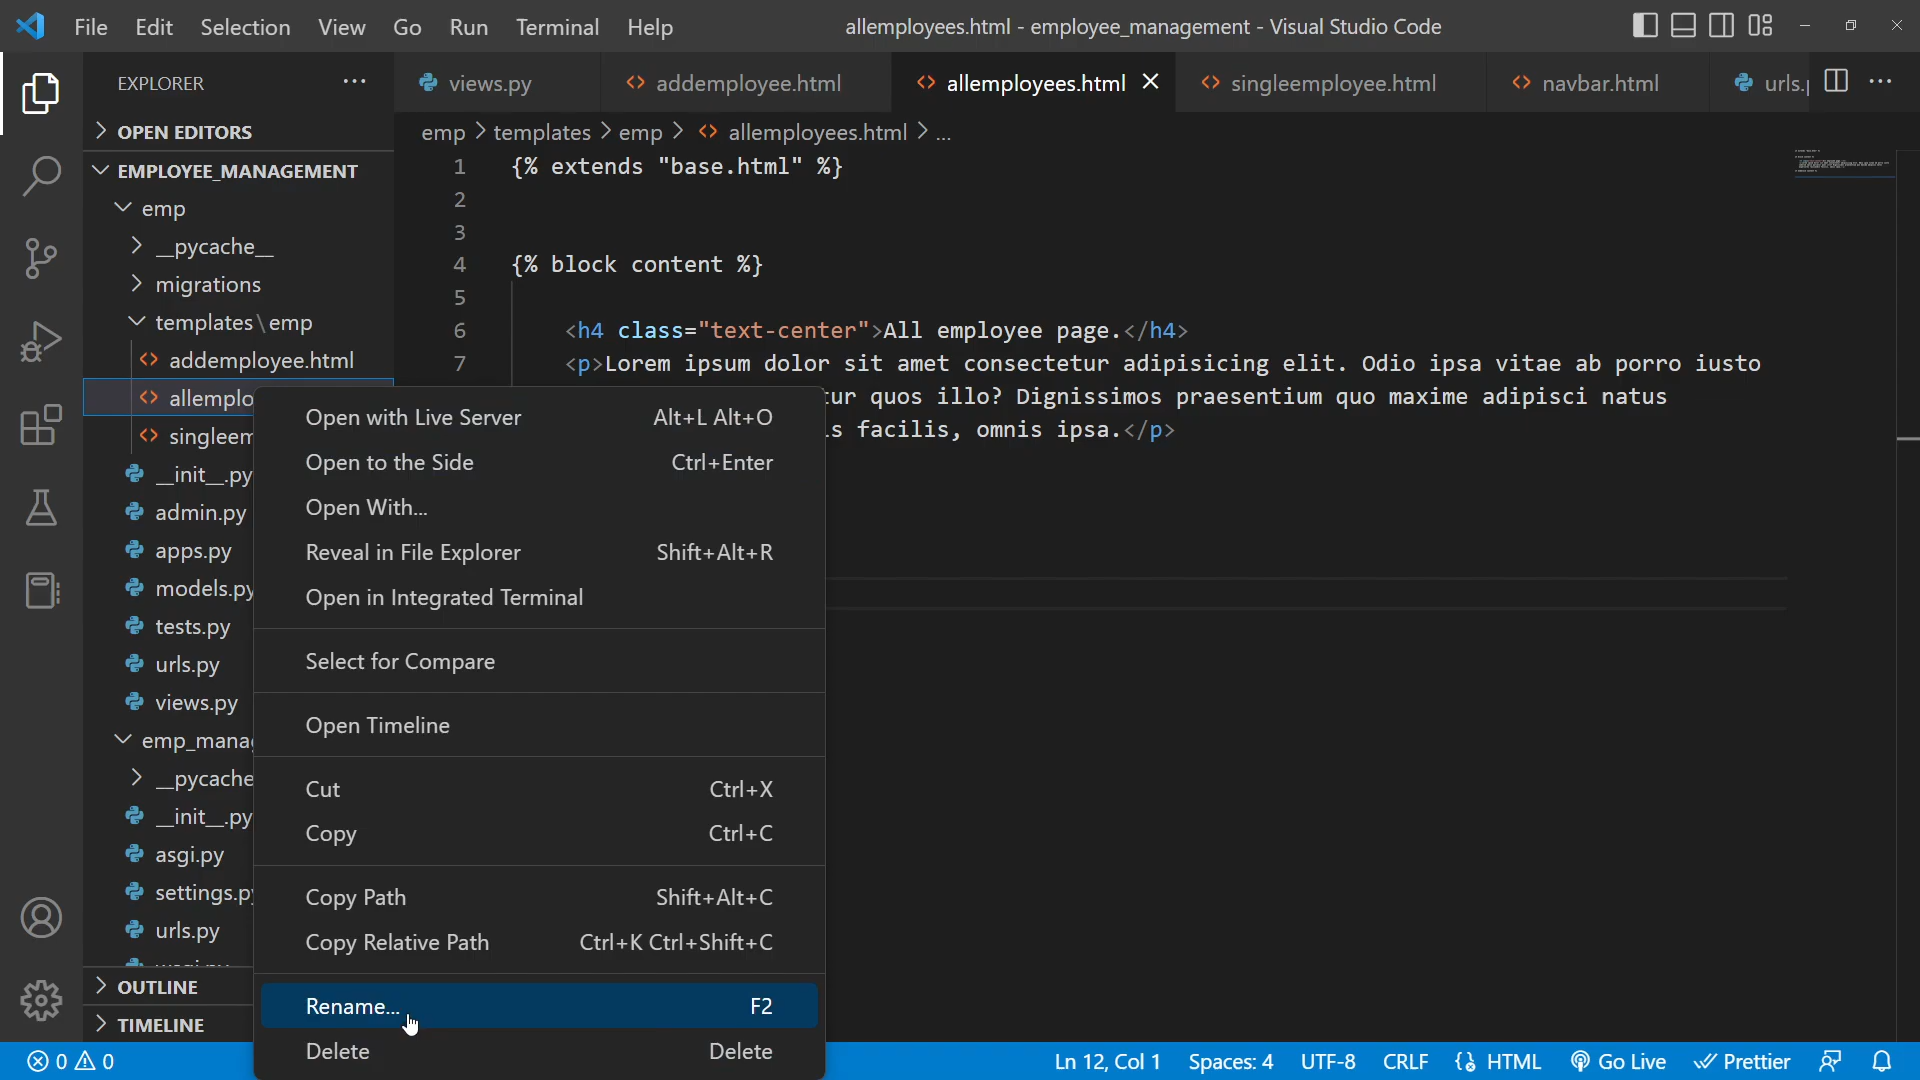 File Edit Selection View Go Run Terminal Help
allemployees.html - employee_management - Visual Studio Code
EXPLORER
views.py
addemployee.html
allemployees.html
singleemployee.html
navbar.html
urls.p
OPEN EDITORS
EMPLOYEE_MANAGEMENT
emp
__pycache__
migrations
templates\emp
addemployee.html
allemplo
singleem
__init__.py
admin.py
apps.py
models.py
tests.py
urls.py
views.py
emp_mana
__pycache
__init__.py
asgi.py
settings.py
urls.py
OUTLINE
TIMELINE
emp > templates > emp > allemployees.html > ...
1 {% extends "base.html" %}
2
3
4 {% block content %}
5
6 <h4 class="text-center">All employee page.</h4>
7 <p>Lorem ipsum dolor sit amet consectetur adipisicing elit. Odio ipsa vitae ab porro iusto
ur quos illo? Dignissimos praesentium quo maxime adipisci natus
s facilis, omnis ipsa.</p>
Open with Live Server Alt+L Alt+O
Open to the Side Ctrl+Enter
Open With...
Reveal in File Explorer Shift+Alt+R
Open in Integrated Terminal
Select for Compare
Open Timeline
Cut Ctrl+X
Copy Ctrl+C
Copy Path Shift+Alt+C
Copy Relative Path Ctrl+K Ctrl+Shift+C
Rename... F2
Delete Delete
0 0
Ln 12, Col 1 Spaces: 4 UTF-8 CRLF HTML Go Live Prettier